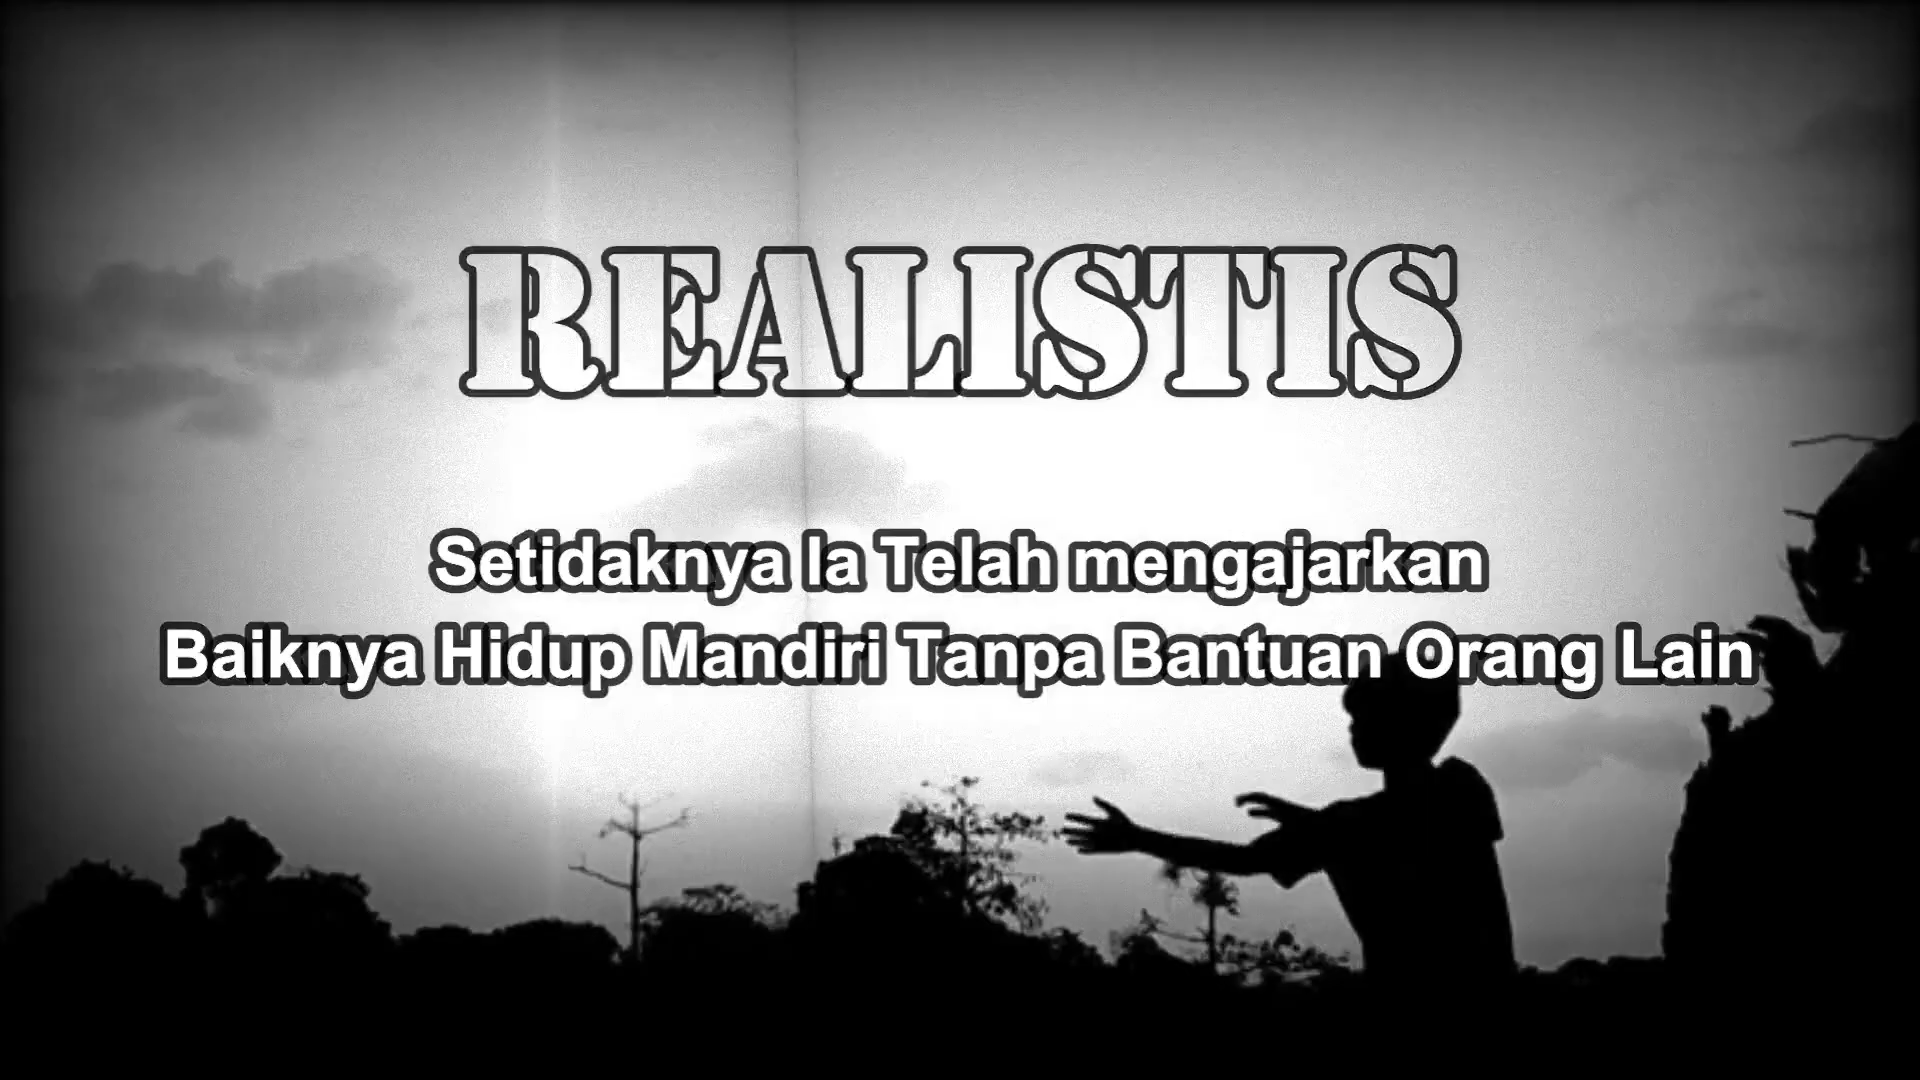 REALISTIS
Setidaknya Ia Telah mengajarkan
Baiknya Hidup Mandiri Tanpa Bantuan Orang Lain